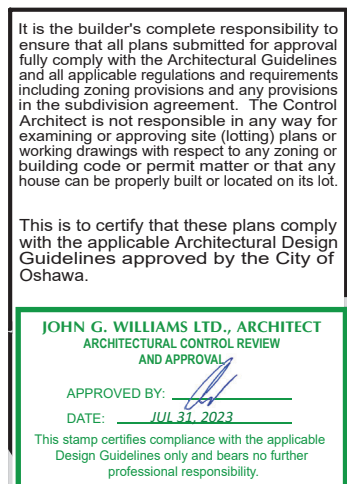 It is the builder's complete responsibility to
ensure that all plans submitted for approval
fully comply with the Architectural Guidelines
and all applicable regulations and requirements
including zoning provisions and any provisions
in the subdivision agreement. The Control
Architect is not responsible in any way for
examining or approving site (lotting) plans or
working drawings with respect to any zoning or
building code or permit matter or that any
house can be properly built or located on its lot.
This is to certify that these plans comply
with the applicable Architectural Design
Guidelines approved by the City of
Oshawa.
JOHN G. WILLIAMS LTD., ARCHITECT
ARCHITECTURAL CONTROL REVIEW
AND APPROVAL
APPROVED BY:
DATE: JUL 31, 2023
This stamp certifies compliance with the applicable
Design Guidelines only and bears no further
professional responsibility.